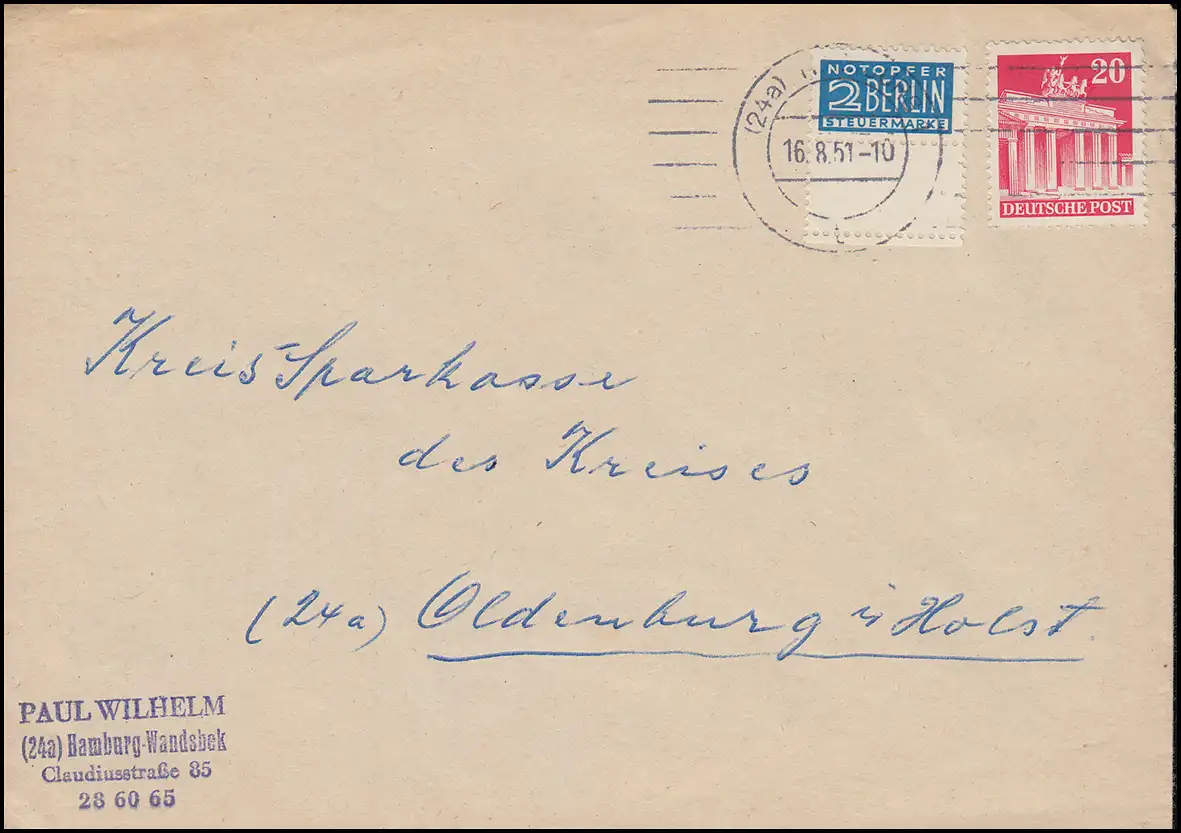 NOTOPFER
2 BERLIN
STEUERMARKE
20
DEUTSCHE POST
(24a)
16.8.51-10
t
Kreis-Sparkasse
des Kreises
(24a) Oldenburg i/Holst.
PAUL WILHELM
(24a) Hamburg-Wandsbek
Claudiusstraße 35
28 60 65